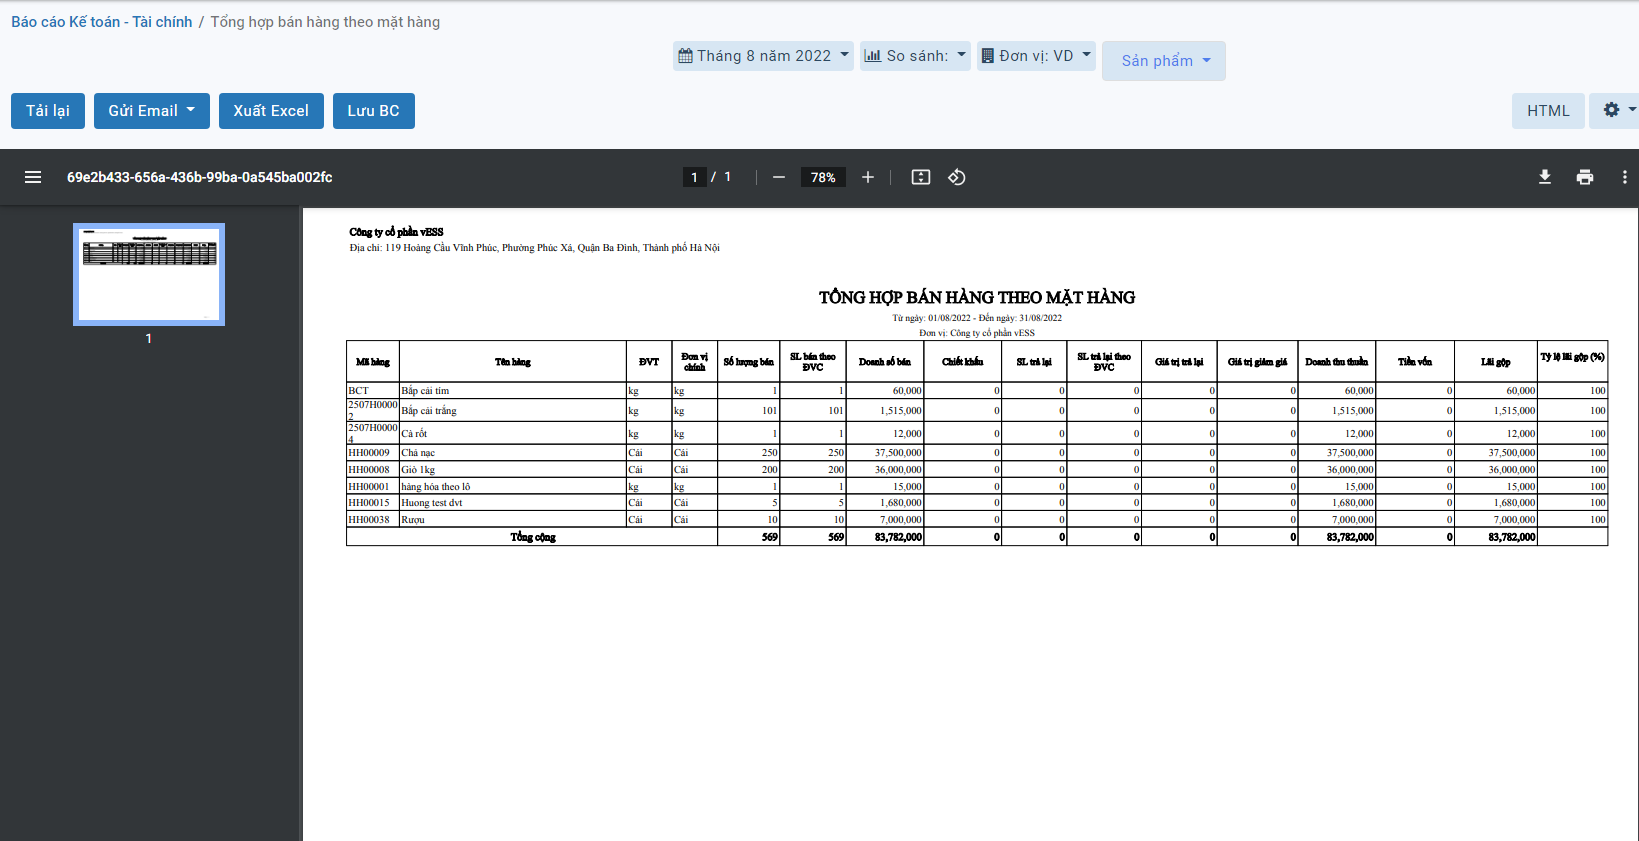 Báo cáo Kế toán - Tài chính / Tổng hợp bán hàng theo mặt hàng
Tháng 8 năm 2022 So sánh: Đơn vị: VD Sản phẩm
Tải lại Gửi Email Xuất Excel Lưu BC HTML
69e2b433-656a-436b-99ba-0a545ba002fc 1 / 1 78%
1
Công ty cổ phần vESS
Địa chỉ: 119 Hoàng Cầu Vĩnh Phúc, Phường Phúc Xá, Quận Ba Đình, Thành phố Hà Nội
TỔNG HỢP BÁN HÀNG THEO MẶT HÀNG
Từ ngày: 01/08/2022 - Đến ngày: 31/08/2022
Đơn vị: Công ty cổ phần vESS
Mã hàng Tên hàng ĐVT Đơn vị chính Số lượng bán SL bán theo ĐVC Doanh số bán Chiết khấu SL trả lại SL trả lại theo ĐVC Giá trị trả lại Giá trị giảm giá Doanh thu thuần Tiền vốn Lãi gộp Tỷ lệ lãi gộp (%)
BCT Bắp cải tím kg kg 1 1 60,000 0 0 0 0 0 60,000 0 60,000 100
2507H00002 Bắp cải trắng kg kg 101 101 1,515,000 0 0 0 0 0 1,515,000 0 1,515,000 100
2507H00004 Cà rốt kg kg 1 1 12,000 0 0 0 0 0 12,000 0 12,000 100
HH00009 Chả nạc Cái Cái 250 250 37,500,000 0 0 0 0 0 37,500,000 0 37,500,000 100
HH00008 Giò 1kg Cái Cái 200 200 36,000,000 0 0 0 0 0 36,000,000 0 36,000,000 100
HH00001 hàng hóa theo lô kg kg 1 1 15,000 0 0 0 0 0 15,000 0 15,000 100
HH00015 Huong test dvt Cái Cái 5 5 1,680,000 0 0 0 0 0 1,680,000 0 1,680,000 100
HH00038 Rượu Cái Cái 10 10 7,000,000 0 0 0 0 0 7,000,000 0 7,000,000 100
Tổng cộng 569 569 83,782,000 0 0 0 0 0 83,782,000 0 83,782,000